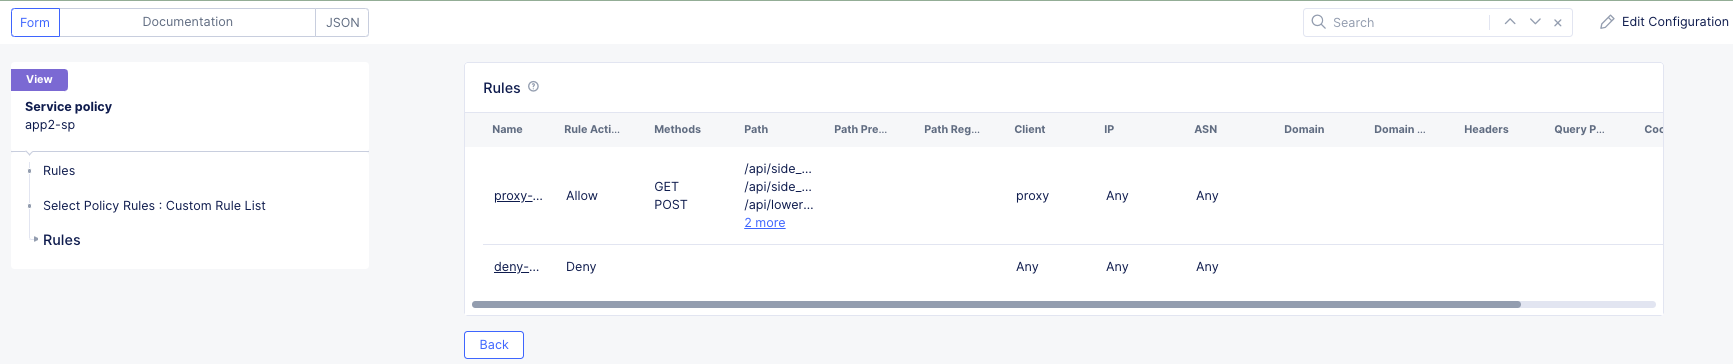 Form Documentation JSON Search Edit Configuration
View
Service policy
app2-sp
Rules
Select Policy Rules : Custom Rule List
Rules
Rules
Name Rule Acti... Methods Path Path Pre... Path Reg... Client IP ASN Domain Domain ... Headers Query P... Coo
proxy-... Allow GET POST /api/side_... /api/side_... /api/lower... 2 more proxy Any Any
deny-... Deny Any Any Any
Back